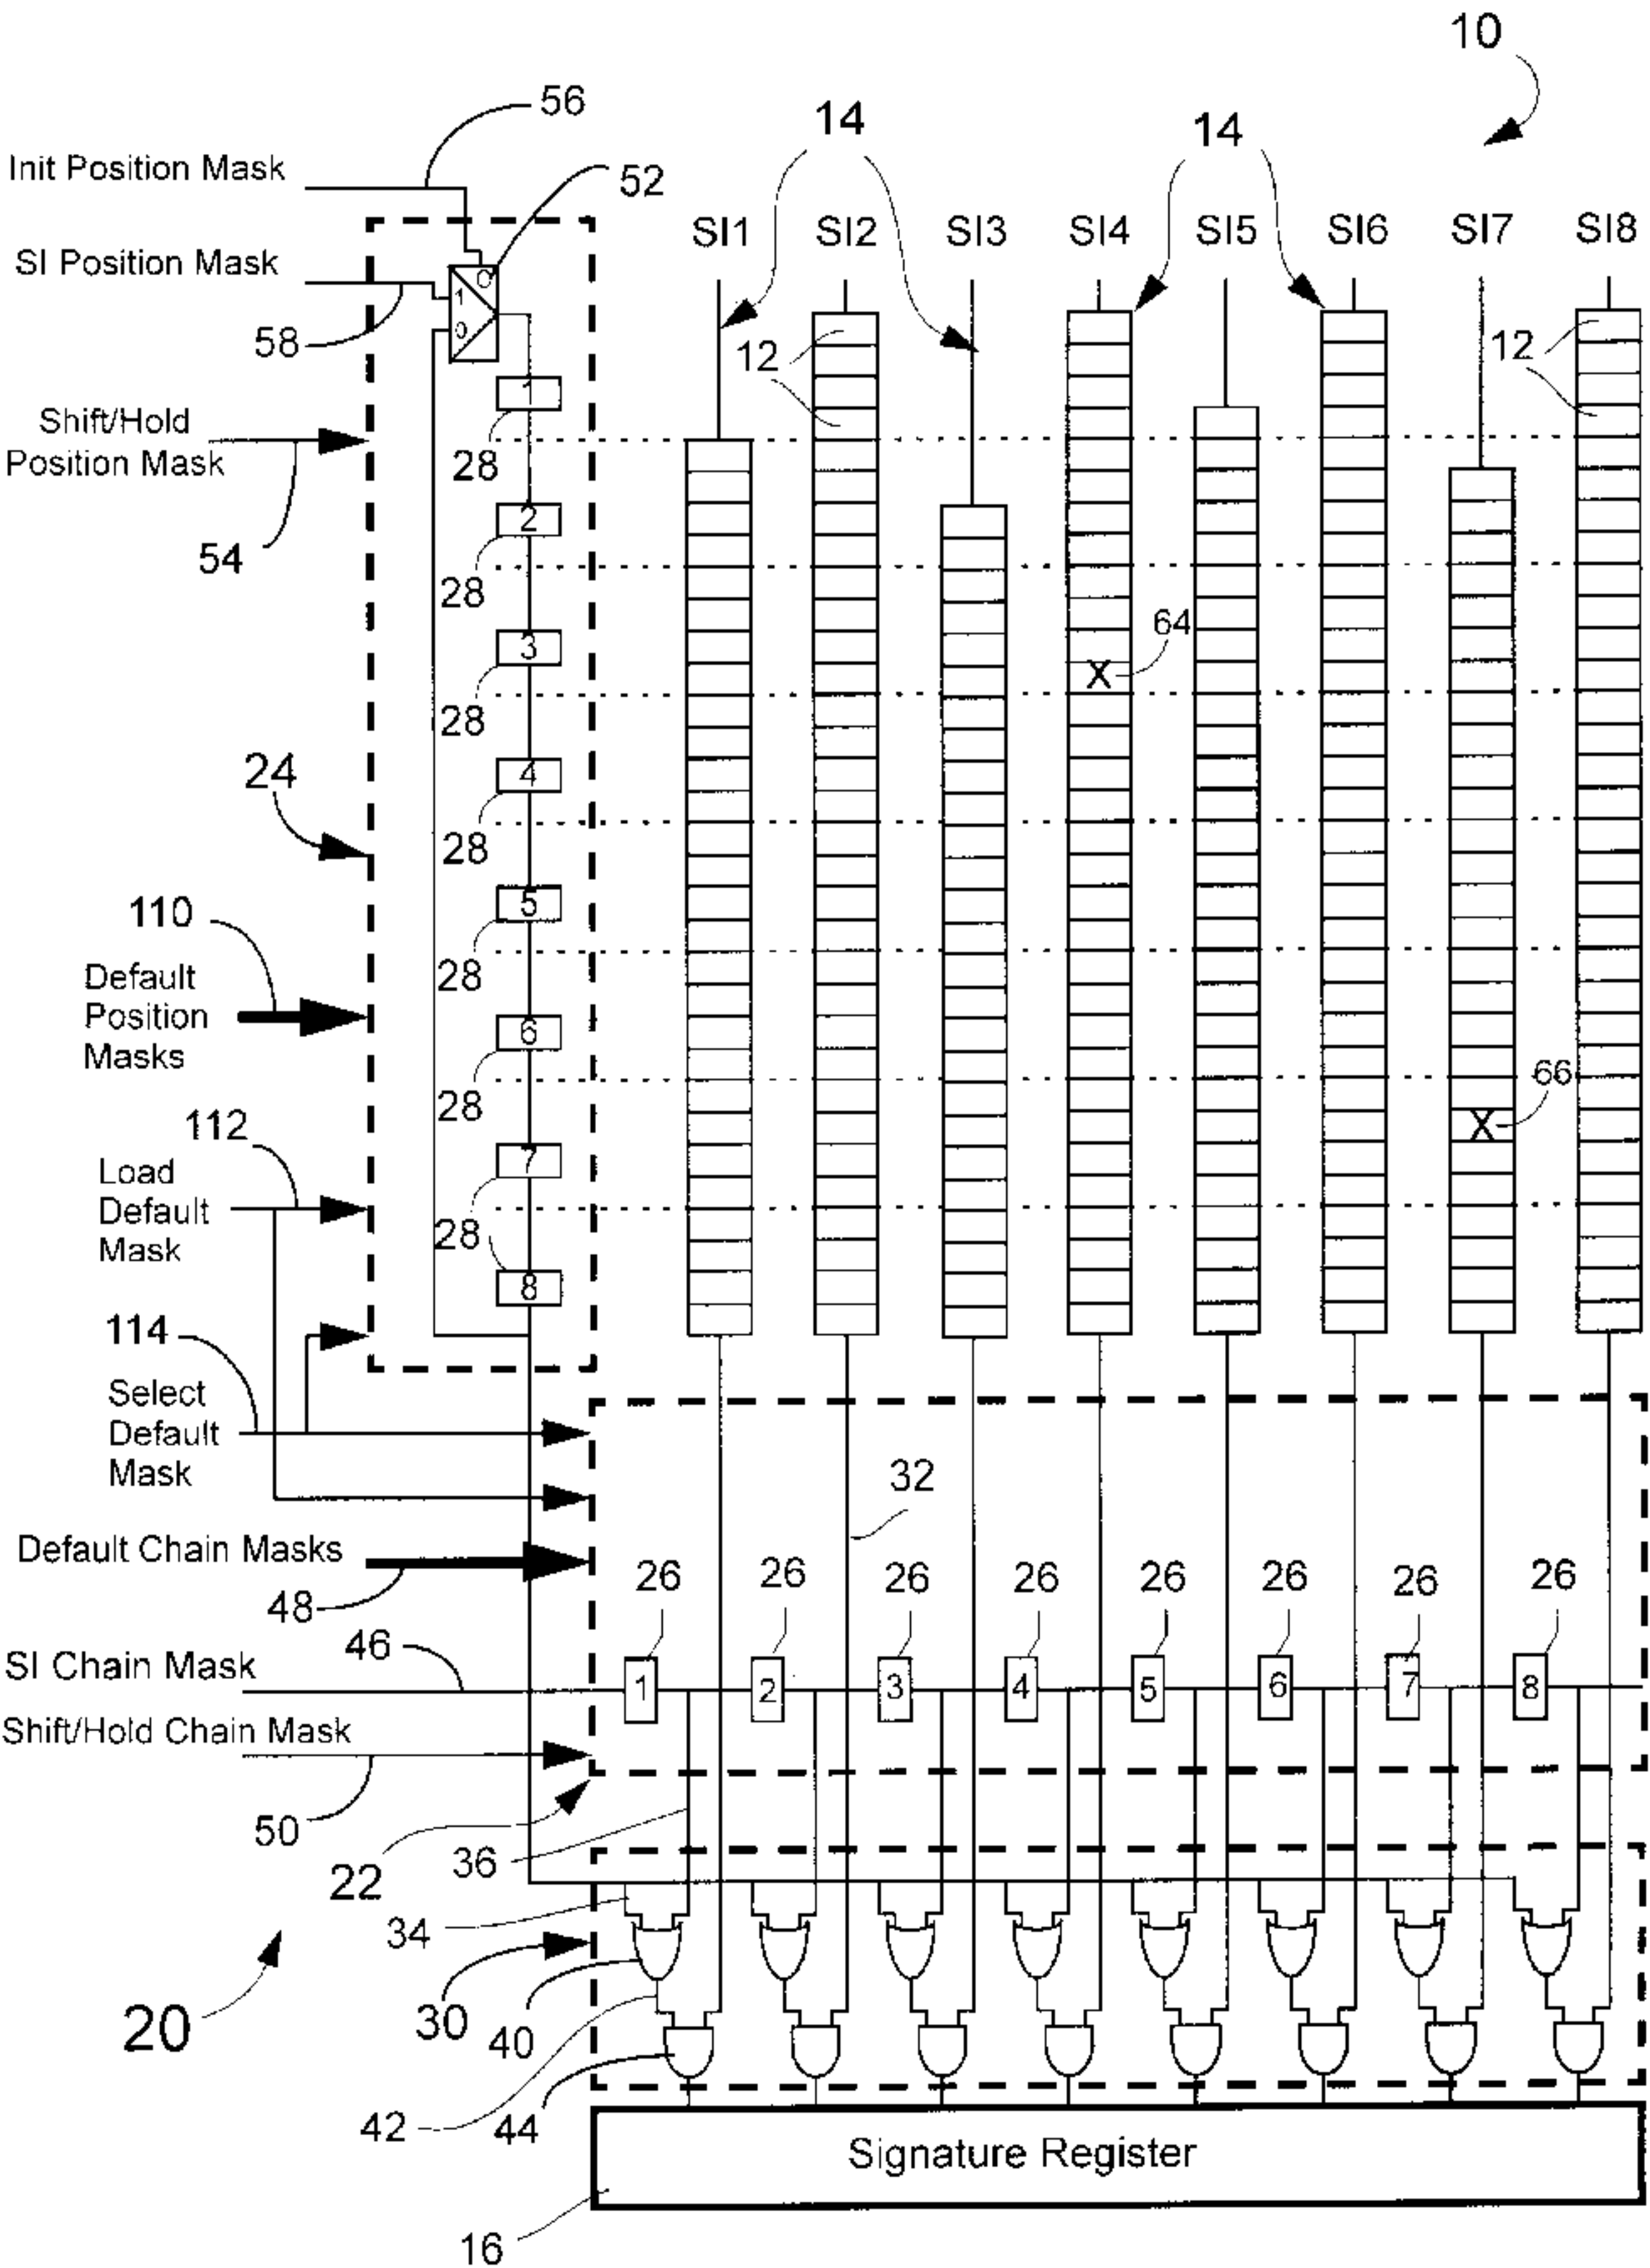 10
56
14
14
Init Position Mask
52
SI1 SI2 SI3 SI4 SI5 SI6 SI7 SI8
SI Position Mask
0
1
0
58
12
12
1
Shift/Hold
Position Mask
28
54
2
28
64
3
X
28
24
4
28
110
5
28
Default
Position
Masks
6
66
28
X
112
7
Load
Default
Mask
28
8
114
Select
Default
Mask
32
Default Chain Masks
26 26 26 26 26 26 26 26
48
46
SI Chain Mask
1 2 3 4 5 6 7 8
Shift/Hold Chain Mask
50
36
22
34
30
40
20
42
44
Signature Register
16